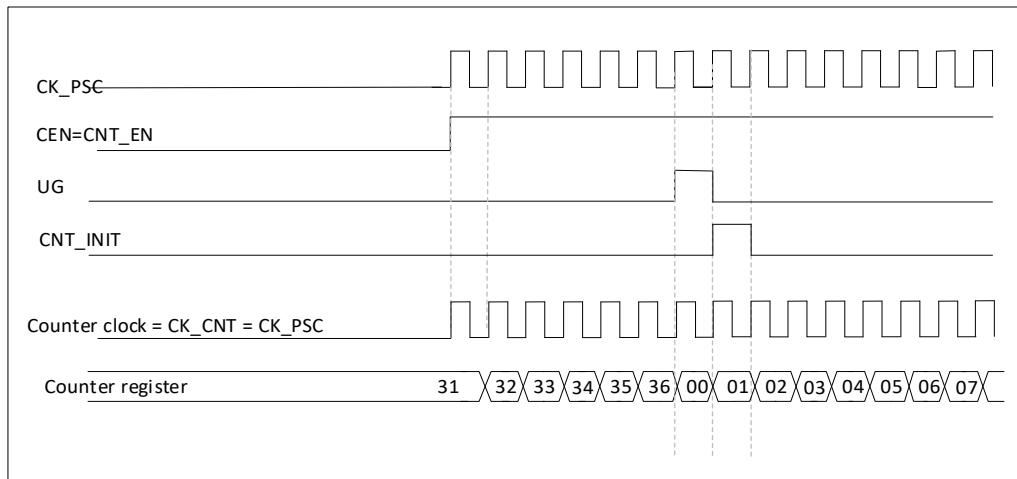 CK_PSC
CEN=CNT_EN
UG
CNT_INIT
Counter clock = CK_CNT = CK_PSC
Counter register 31 32 33 34 35 36 00 01 02 03 04 05 06 07